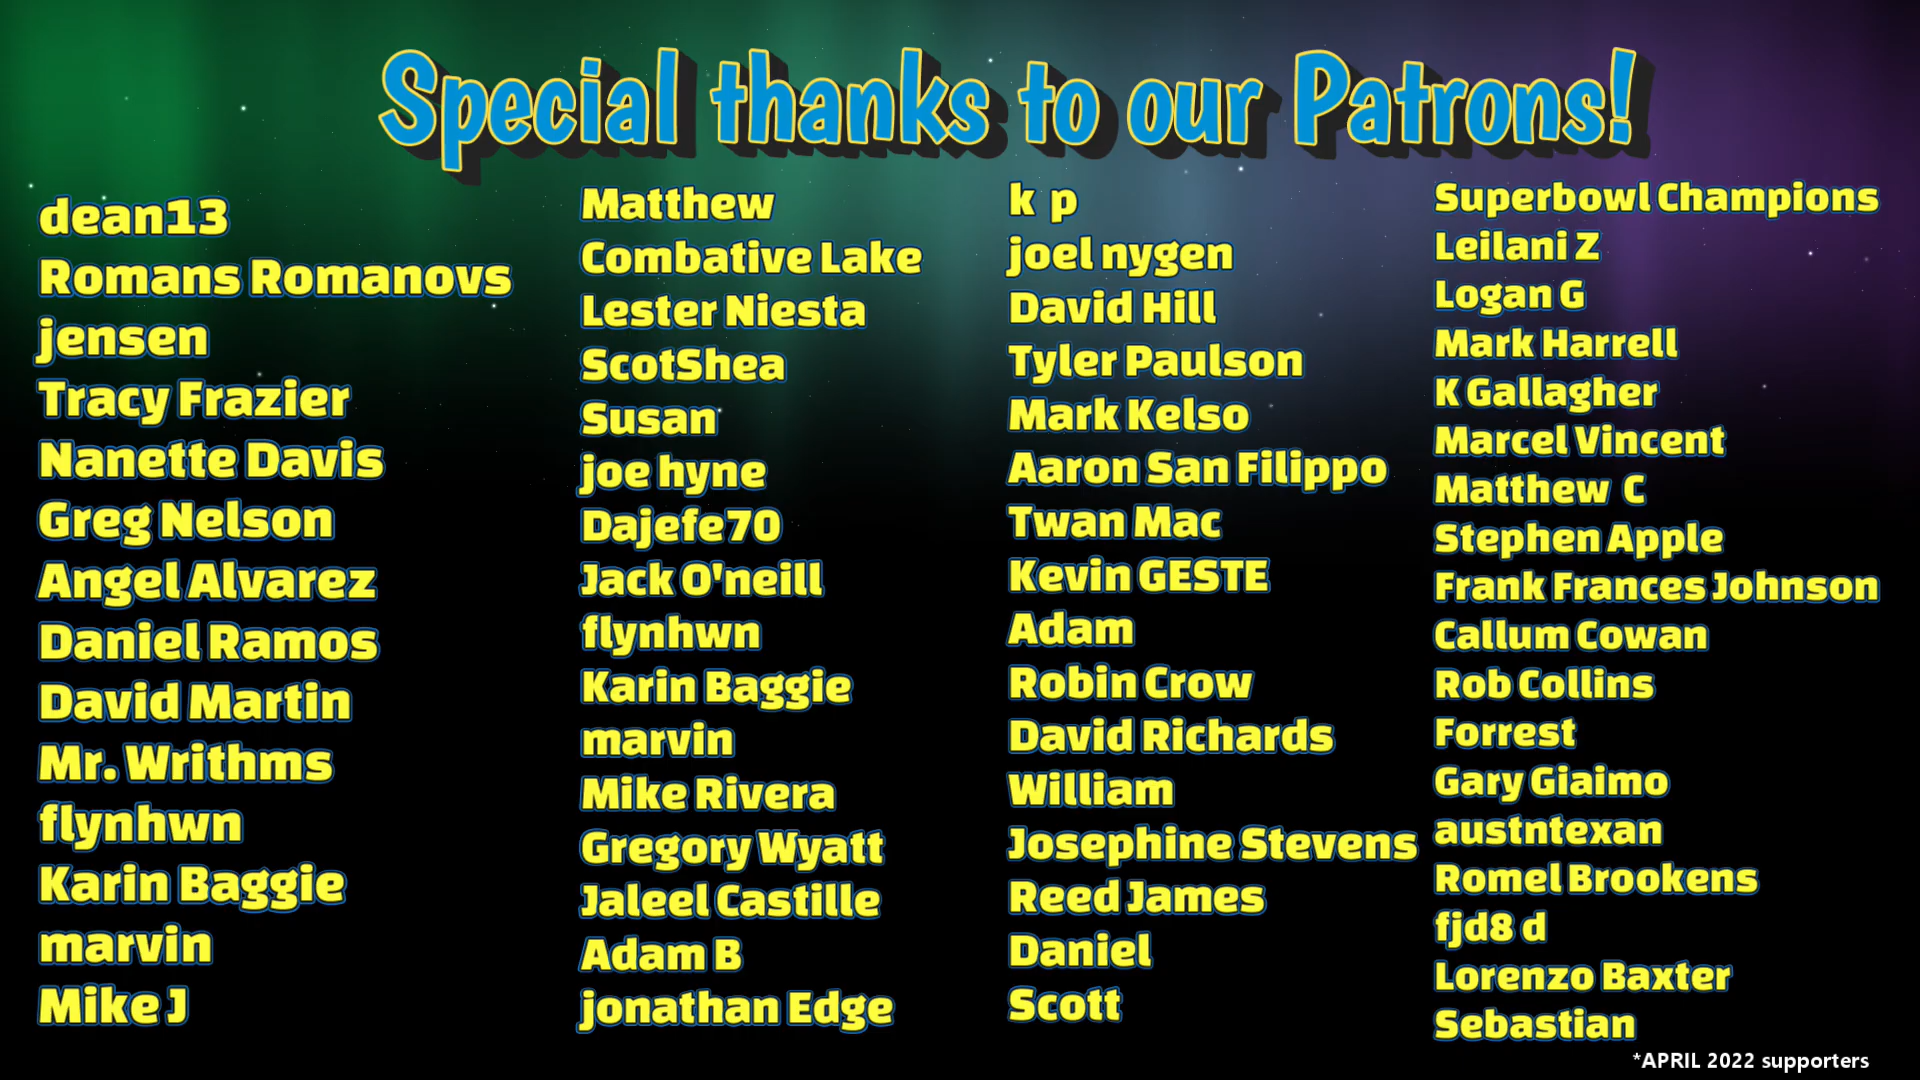 Special thanks to our Patrons!
dean13
Romans Romanovs
jensen
Tracy Frazier
Nanette Davis
Greg Nelson
Angel Alvarez
Daniel Ramos
David Martin
Mr. Writhms
flynhwn
Karin Baggie
marvin
Mike J
Matthew
Combative Lake
Lester Niesta
ScotShea
Susan
joe hyne
Dajefe70
Jack O'neill
flynhwn
Karin Baggie
marvin
Mike Rivera
Gregory Wyatt
Jaleel Castille
Adam B
jonathan Edge
k p
joel nygen
David Hill
Tyler Paulson
Mark Kelso
Aaron San Filippo
Twan Mac
Kevin GESTE
Adam
Robin Crow
David Richards
William
Josephine Stevens
Reed James
Daniel
Scott
Superbowl Champions
Leilani Z
Logan G
Mark Harrell
K Gallagher
Marcel Vincent
Matthew C
Stephen Apple
Frank Frances Johnson
Callum Cowan
Rob Collins
Forrest
Gary Giaimo
austntexan
Romel Brookens
fjd8 d
Lorenzo Baxter
Sebastian
*APRIL 2022 supporters